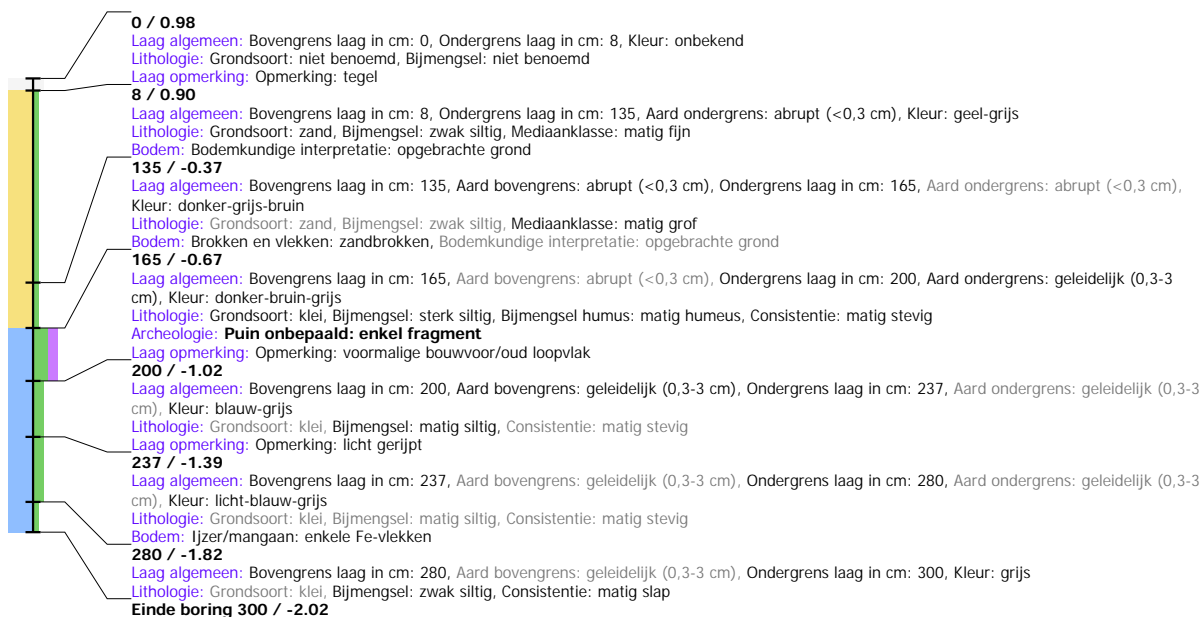 0 / 0.98
Laag algemeen: Bovengrens laag in cm: 0, Ondergrens laag in cm: 8, Kleur: onbekend
Lithologie: Grondsoort: niet benoemd, Bijmengsel: niet benoemd
Laag opmerking: Opmerking: tegel
8 / 0.90
Laag algemeen: Bovengrens laag in cm: 8, Ondergrens laag in cm: 135, Aard ondergrens: abrupt (<0,3 cm), Kleur: geel-grijs
Lithologie: Grondsoort: zand, Bijmengsel: zwak siltig, Mediaanklasse: matig fijn
Bodem: Bodemkundige interpretatie: opgebrachte grond
135 / -0.37
Laag algemeen: Bovengrens laag in cm: 135, Aard bovengrens: abrupt (<0,3 cm), Ondergrens laag in cm: 165, Aard ondergrens: abrupt (<0,3 cm),
Kleur: donker-grijs-bruin
Lithologie: Grondsoort: zand, Bijmengsel: zwak siltig, Mediaanklasse: matig grof
Bodem: Brokken en vlekken: zandbrokken, Bodemkundige interpretatie: opgebrachte grond
165 / -0.67
Laag algemeen: Bovengrens laag in cm: 165, Aard bovengrens: abrupt (<0,3 cm), Ondergrens laag in cm: 200, Aard ondergrens: geleidelijk (0,3-3
cm), Kleur: donker-bruin-grijs
Lithologie: Grondsoort: klei, Bijmengsel: sterk siltig, Bijmengsel humus: matig humeus, Consistentie: matig stevig
Archeologie: Puin onbepaald: enkel fragment
Laag opmerking: Opmerking: voormalige bouwvoor/oud loopvlak
200 / -1.02
Laag algemeen: Bovengrens laag in cm: 200, Aard bovengrens: geleidelijk (0,3-3 cm), Ondergrens laag in cm: 237, Aard ondergrens: geleidelijk (0,3-3
cm), Kleur: blauw-grijs
Lithologie: Grondsoort: klei, Bijmengsel: matig siltig, Consistentie: matig stevig
Laag opmerking: Opmerking: licht gerijpt
237 / -1.39
Laag algemeen: Bovengrens laag in cm: 237, Aard bovengrens: geleidelijk (0,3-3 cm), Ondergrens laag in cm: 280, Aard ondergrens: geleidelijk (0,3-3
cm), Kleur: licht-blauw-grijs
Lithologie: Grondsoort: klei, Bijmengsel: matig siltig, Consistentie: matig stevig
Bodem: Ijzer/mangaan: enkele Fe-vlekken
280 / -1.82
Laag algemeen: Bovengrens laag in cm: 280, Aard bovengrens: geleidelijk (0,3-3 cm), Ondergrens laag in cm: 300, Kleur: grijs
Lithologie: Grondsoort: klei, Bijmengsel: zwak siltig, Consistentie: matig slap
Einde boring 300 / -2.02